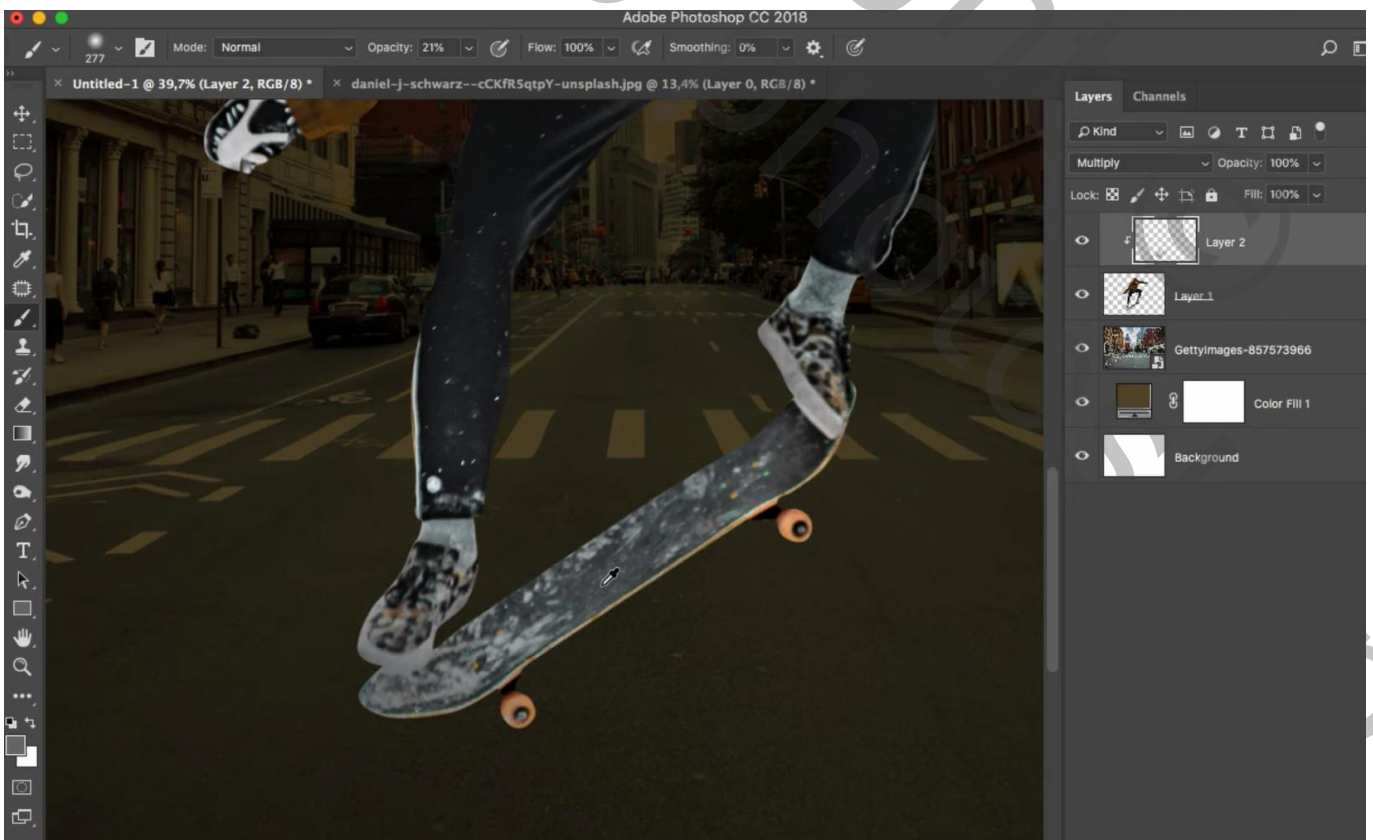 Adobe Photoshop CC 2018
277 Mode: Normal Opacity: 21% Flow: 100% Smoothing: 0%
× Untitled-1 @ 39,7% (Layer 2, RGB/8) * × daniel-j-schwarz--cCKfR5qtpY-unsplash.jpg @ 13,4% (Layer 0, RGB/8) *
Layers Channels
Kind
Multiply Opacity: 100%
Lock: Fill: 100%
Layer 2
Layer 1
GettyImages-857573966
Color Fill 1
Background